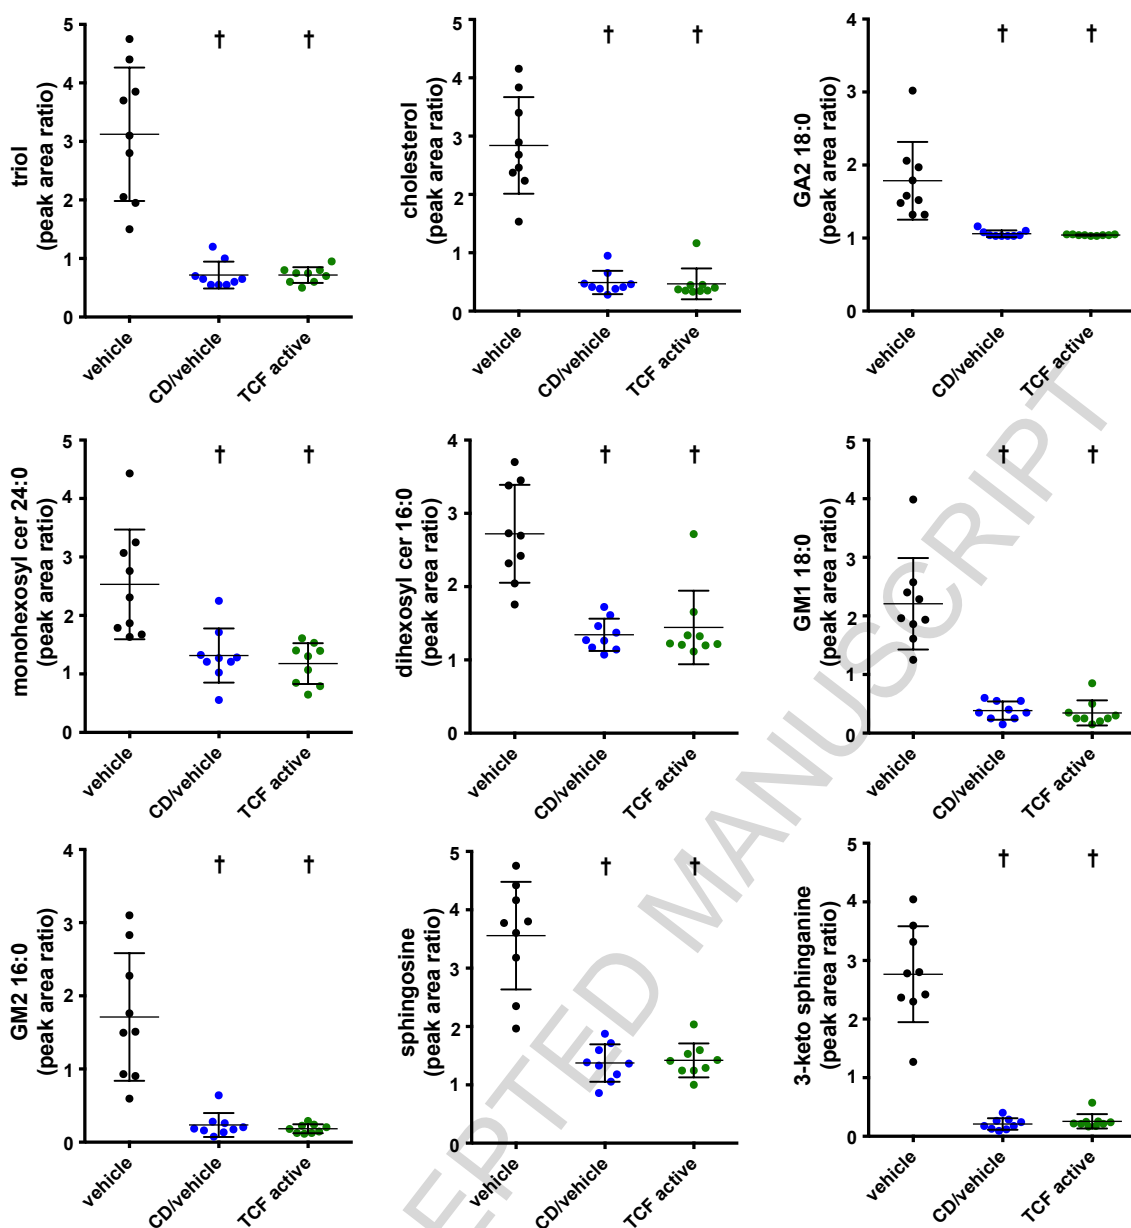 triol
(peak area ratio)
5
4
3
2
1
0
†
†
vehicle
CD/vehicle
TCF active
cholesterol
(peak area ratio)
5
4
3
2
1
0
†
†
vehicle
CD/vehicle
TCF active
GA2 18:0
(peak area ratio)
4
3
2
1
0
†
†
vehicle
CD/vehicle
TCF active
monohexosyl cer 24:0
(peak area ratio)
5
4
3
2
1
0
†
†
vehicle
CD/vehicle
TCF active
dihexosyl cer 16:0
(peak area ratio)
4
3
2
1
0
†
†
vehicle
CD/vehicle
TCF active
GM1 18:0
(peak area ratio)
5
4
3
2
1
0
†
†
vehicle
CD/vehicle
TCF active
GM2 16:0
(peak area ratio)
4
3
2
1
0
†
†
vehicle
CD/vehicle
TCF active
sphingosine
(peak area ratio)
5
4
3
2
1
0
†
†
vehicle
CD/vehicle
TCF active
3-keto sphinganine
(peak area ratio)
5
4
3
2
1
0
†
†
vehicle
CD/vehicle
TCF active
EPTED MANUSCRIPT